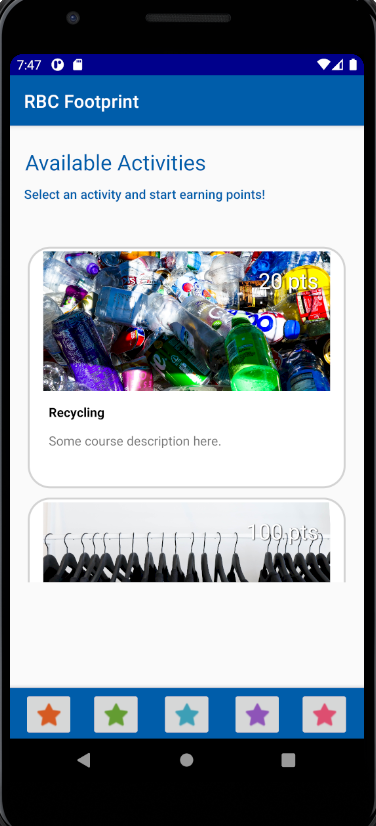 7:47
RBC Footprint
Available Activities
Select an activity and start earning points!
20 pts
Recycling
Some course description here.
100 pts